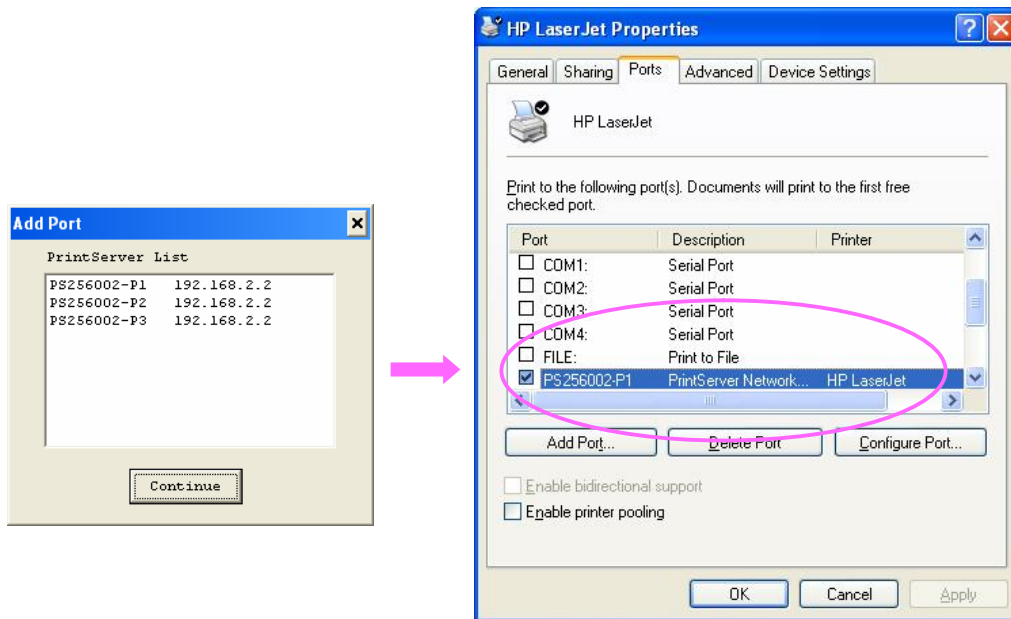 Add Port
PrintServer List
PS256002-P1 192.168.2.2
PS256002-P2 192.168.2.2
PS256002-P3 192.168.2.2
Continue
HP LaserJet Properties
General Sharing Ports Advanced Device Settings
HP LaserJet
Print to the following port(s). Documents will print to the first free
checked port.
Port Description Printer
COM1: Serial Port
COM2: Serial Port
COM3: Serial Port
COM4: Serial Port
FILE: Print to File
PS256002-P1 PrintServer Network... HP LaserJet
Add Port... Delete Port Configure Port...
Enable bidirectional support
Enable printer pooling
OK Cancel Apply